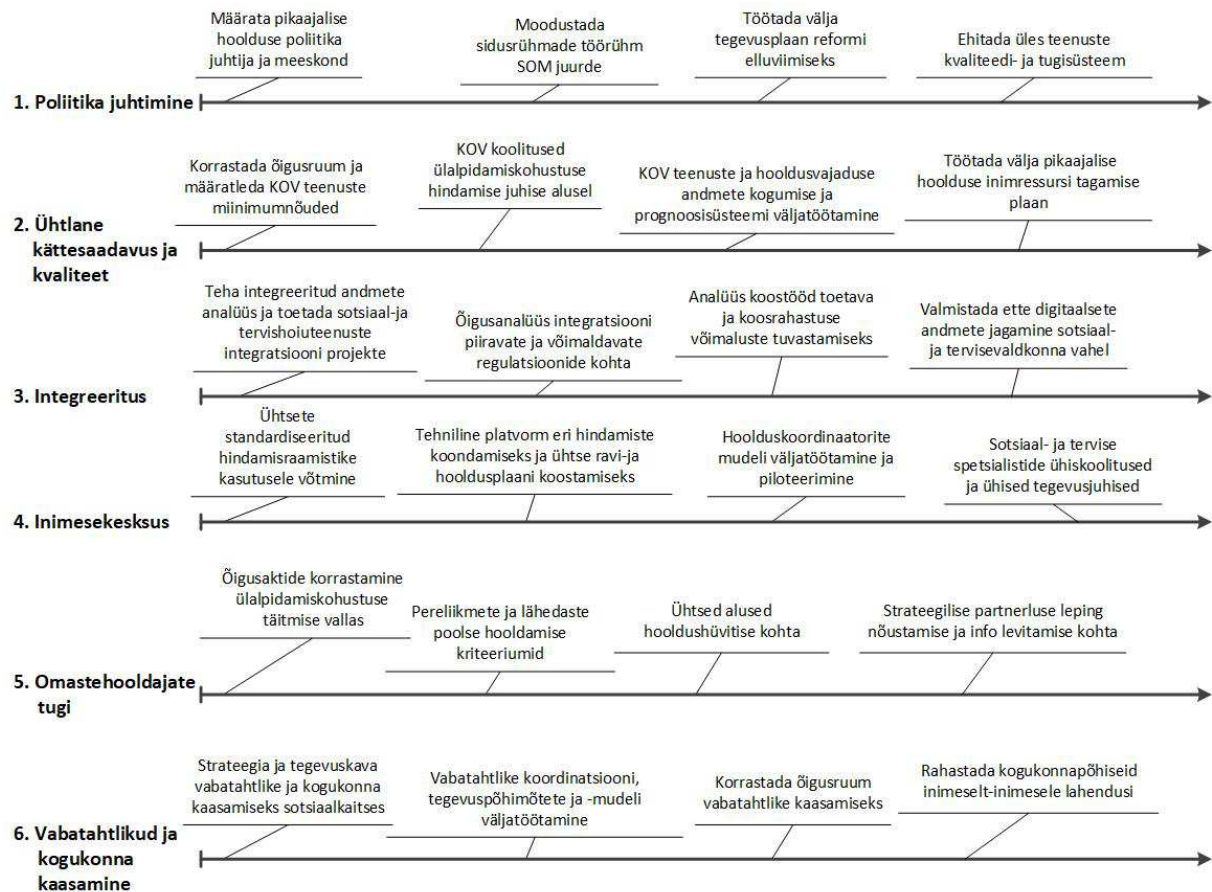 Määrata pikaajalise
hoolduse poliitika
juhtija ja meeskond
Moodustada
sidusrühmade töörühm
SOM juurde
Töötada välja
tegevusplaan reformi
elluviimiseks
Ehitada üles teenuste
kvaliteedi- ja tugisüsteem
1. Poliitika juhtimine
Korrastada õigusruum ja
määratleda KOV teenuste
miinimumnõuded
KOV koolitused
ülalpidamiskohustuse
hindamise juhise alusel
KOV teenuste ja hooldusvajaduse
andmete kogumise ja
prognoosisüsteemi väljatöötamine
Töötada välja pikaajalise
hoolduse inimressursi tagamise
plaan
2. Ühtlane
kättesaadavus ja
kvaliteet
Teha integreeritud andmete
analüüs ja toetada sotsiaal-ja
tervishoiuteenuste
integratsiooni projekte
Õigusanalüüs integratsiooni
piiravate ja võimaldavate
regulatsioonide kohta
Analüüs koostööd toetava
ja koosrahastuse
võimaluste tuvastamiseks
Valmistada ette digitaalsete
andmete jagamine sotsiaal-
ja tervisevaldkonna vahel
3. Integreeritus
Ühtsete
standardiseeritud
hindamisraamistike
kasutusele võtmine
Tehniline platvorm eri hindamiste
koondamiseks ja ühtse ravi-ja
hooldusplaani koostamiseks
Hoolduskoordinaatorite
mudeli väljatöötamine ja
piloteerimine
Sotsiaal- ja tervise
spetsialistide ühiskoolitused
ja ühised tegevusjuhised
4. Inimesekesksus
Õigusaktide korrastamine
ülalpidamiskohustuse
täitmise vallas
Pereliikmete ja lähedaste
poolse hooldamise
kriteeriumid
Ühtsed alused
hooldushüvitise kohta
Strateegilise partnerluse leping
nõustamise ja info levitamise kohta
5. Omastehooldajate
tugi
Strateegia ja tegevuskava
vabatahtlike ja kogukonna
kaasamiseks sotsiaalkaitses
Vabatahtlike koordinatsiooni,
tegevuspõhimõtete ja -mudeli
väljatöötamine
Korrastada õigusruum
vabatahtlike kaasamiseks
Rahastada kogukonnapõhiseid
inimeselt-inimesele lahendusi
6. Vabatahtlikud ja
kogukonna
kaasamine